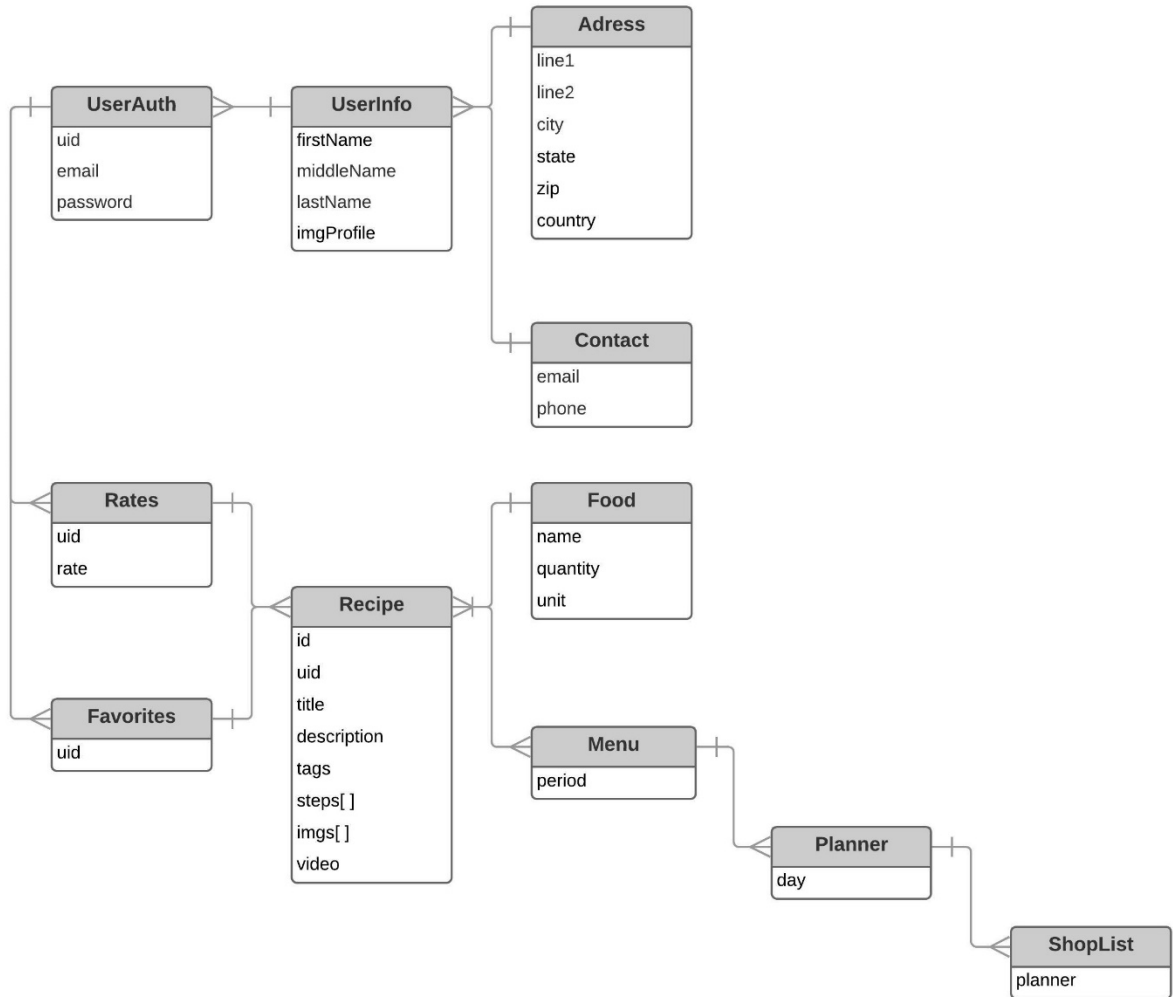 Adress
line1
line2
city
state
zip
country
UserAuth
uid
email
password
UserInfo
firstName
middleName
lastName
imgProfile
Contact
email
phone
Rates
uid
rate
Food
name
quantity
unit
Recipe
id
uid
title
description
tags
steps[ ]
imgs[ ]
video
Favorites
uid
Menu
period
Planner
day
ShopList
planner